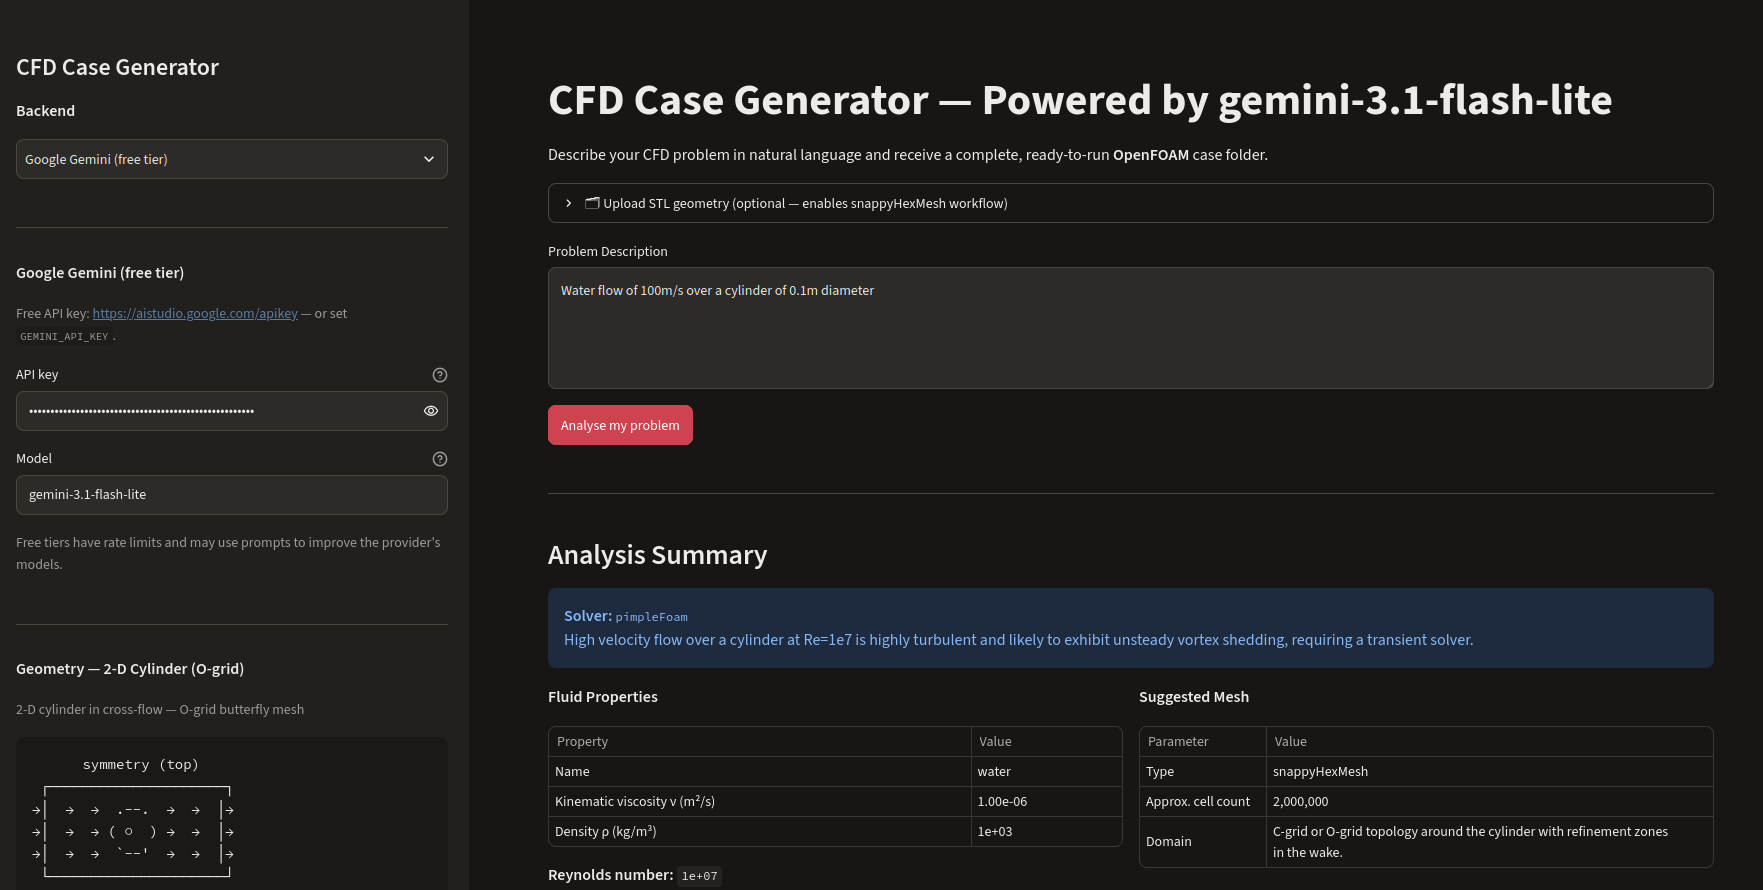 CFD Case Generator
Backend
Google Gemini (free tier)
Google Gemini (free tier)
Free API key: https://aistudio.google.com/apikey — or set
GEMINI_API_KEY .
API key
Model
gemini-3.1-flash-lite
Free tiers have rate limits and may use prompts to improve the provider's
models.
Geometry — 2-D Cylinder (O-grid)
2-D cylinder in cross-flow — O-grid butterfly mesh
symmetry (top)
CFD Case Generator — Powered by gemini-3.1-flash-lite
Describe your CFD problem in natural language and receive a complete, ready-to-run OpenFOAM case folder.
Upload STL geometry (optional — enables snappyHexMesh workflow)
Problem Description
Water flow of 100m/s over a cylinder of 0.1m diameter
Analyse my problem
Analysis Summary
Solver: pimpleFoam
High velocity flow over a cylinder at Re=1e7 is highly turbulent and likely to exhibit unsteady vortex shedding, requiring a transient solver.
Fluid Properties
Property Value
Name water
Kinematic viscosity ν (m²/s) 1.00e-06
Density ρ (kg/m³) 1e+03
Reynolds number: 1e+07
Suggested Mesh
Parameter Value
Type snappyHexMesh
Approx. cell count 2,000,000
Domain C-grid or O-grid topology around the cylinder with refinement zones
in the wake.